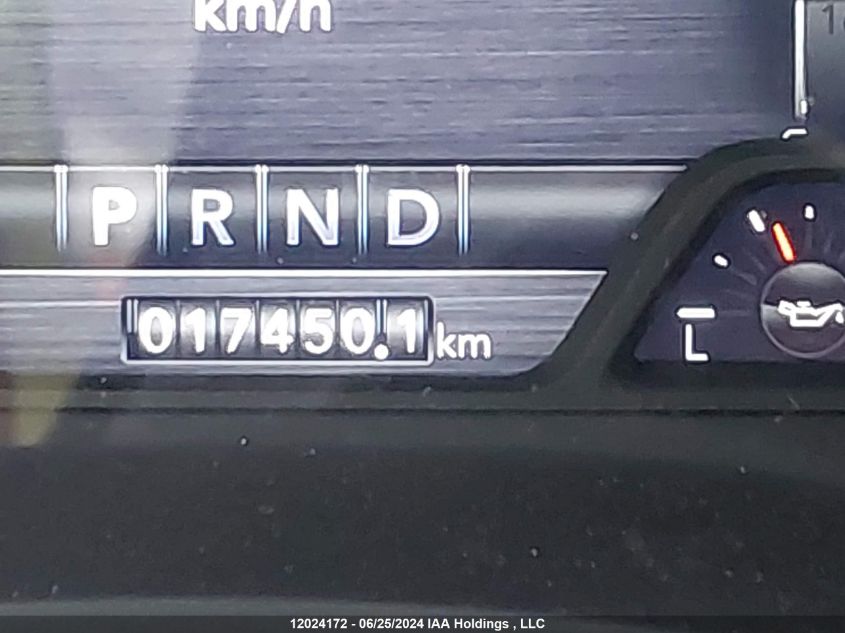 km/h
P R N D
017450.1 km
L
12024172 - 06/25/2024 IAA Holdings , LLC